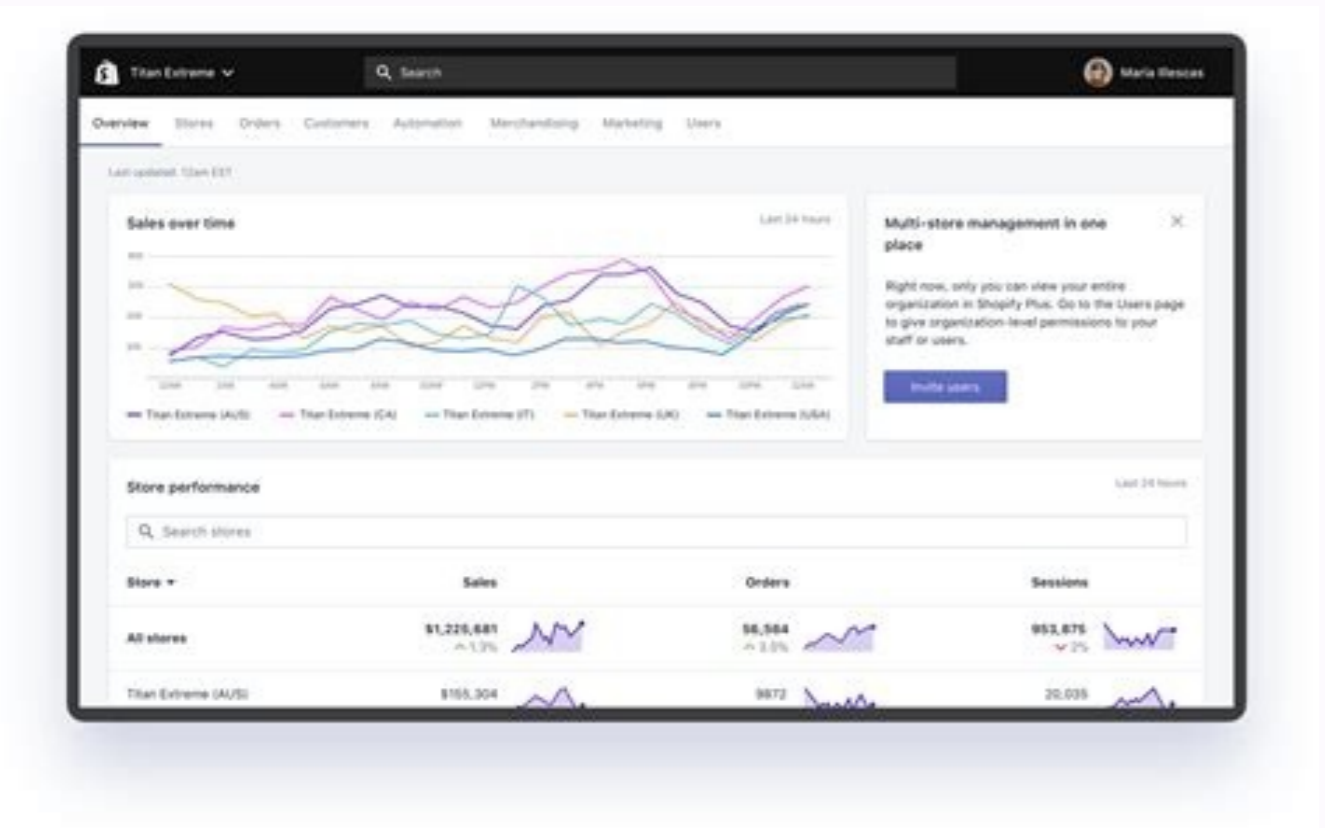 Titan Extreme
Search
Maria Illescas
Overview Stores Orders Customers Automation Merchandising Marketing Users
Last updated: 12am EST
Sales over time
Last 24 hours
Titan Extreme (AUS) Titan Extreme (CA) Titan Extreme (IT) Titan Extreme (UK) Titan Extreme (USA)
Multi-store management in one
place
Right now, only you can view your entire
organization in Shopify Plus. Go to the Users page
to give organization-level permissions to your
staff or users.
Invite users
Store performance
Last 24 hours
Search stores
Store Sales Orders Sessions
All stores $1,225,681 56,564 953,875
1.3% 2%
Titan Extreme (AUS) $155,304 9872 20,035